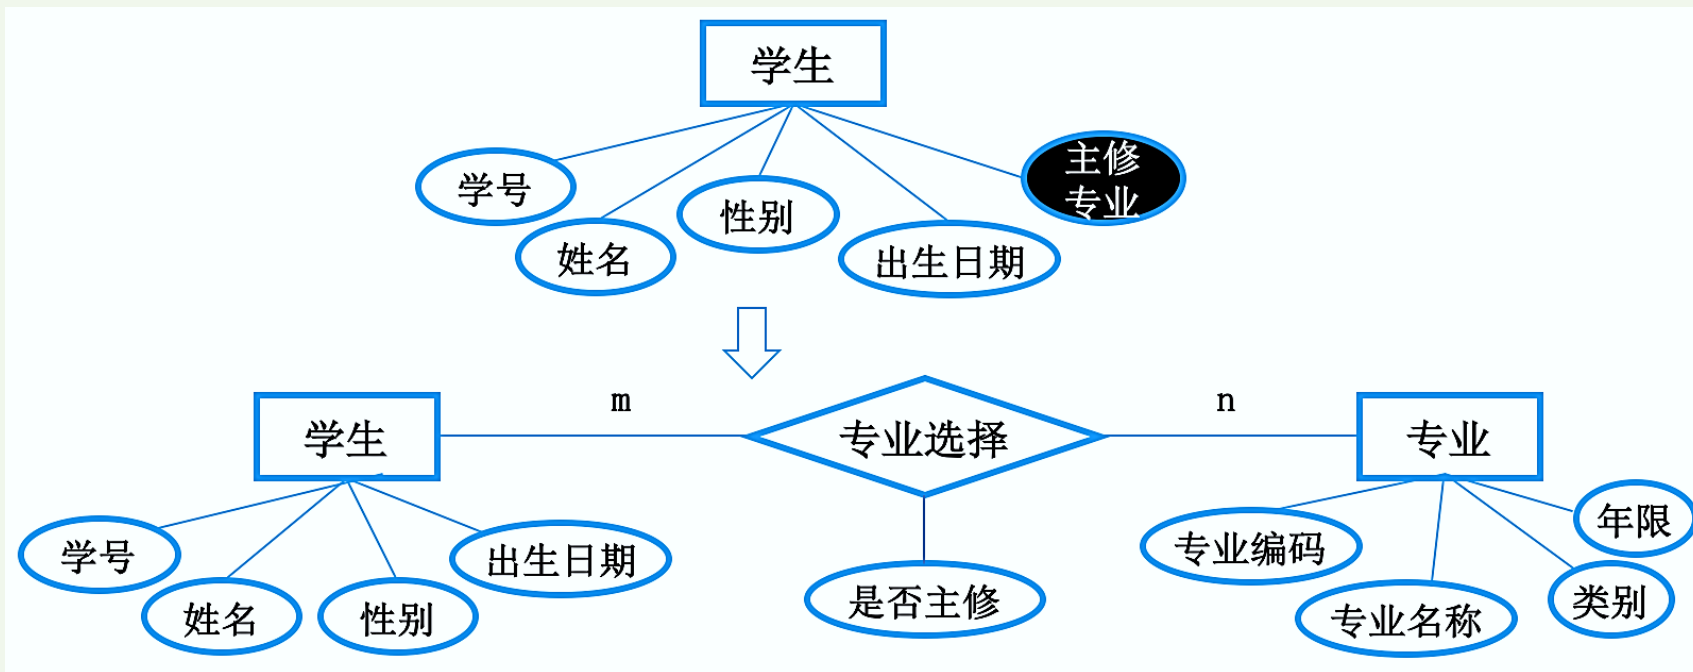 学生
学号
姓名
性别
出生日期
主修
专业
m
n
学生
专业选择
专业
学号
姓名
性别
出生日期
是否主修
专业编码
专业名称
类别
年限